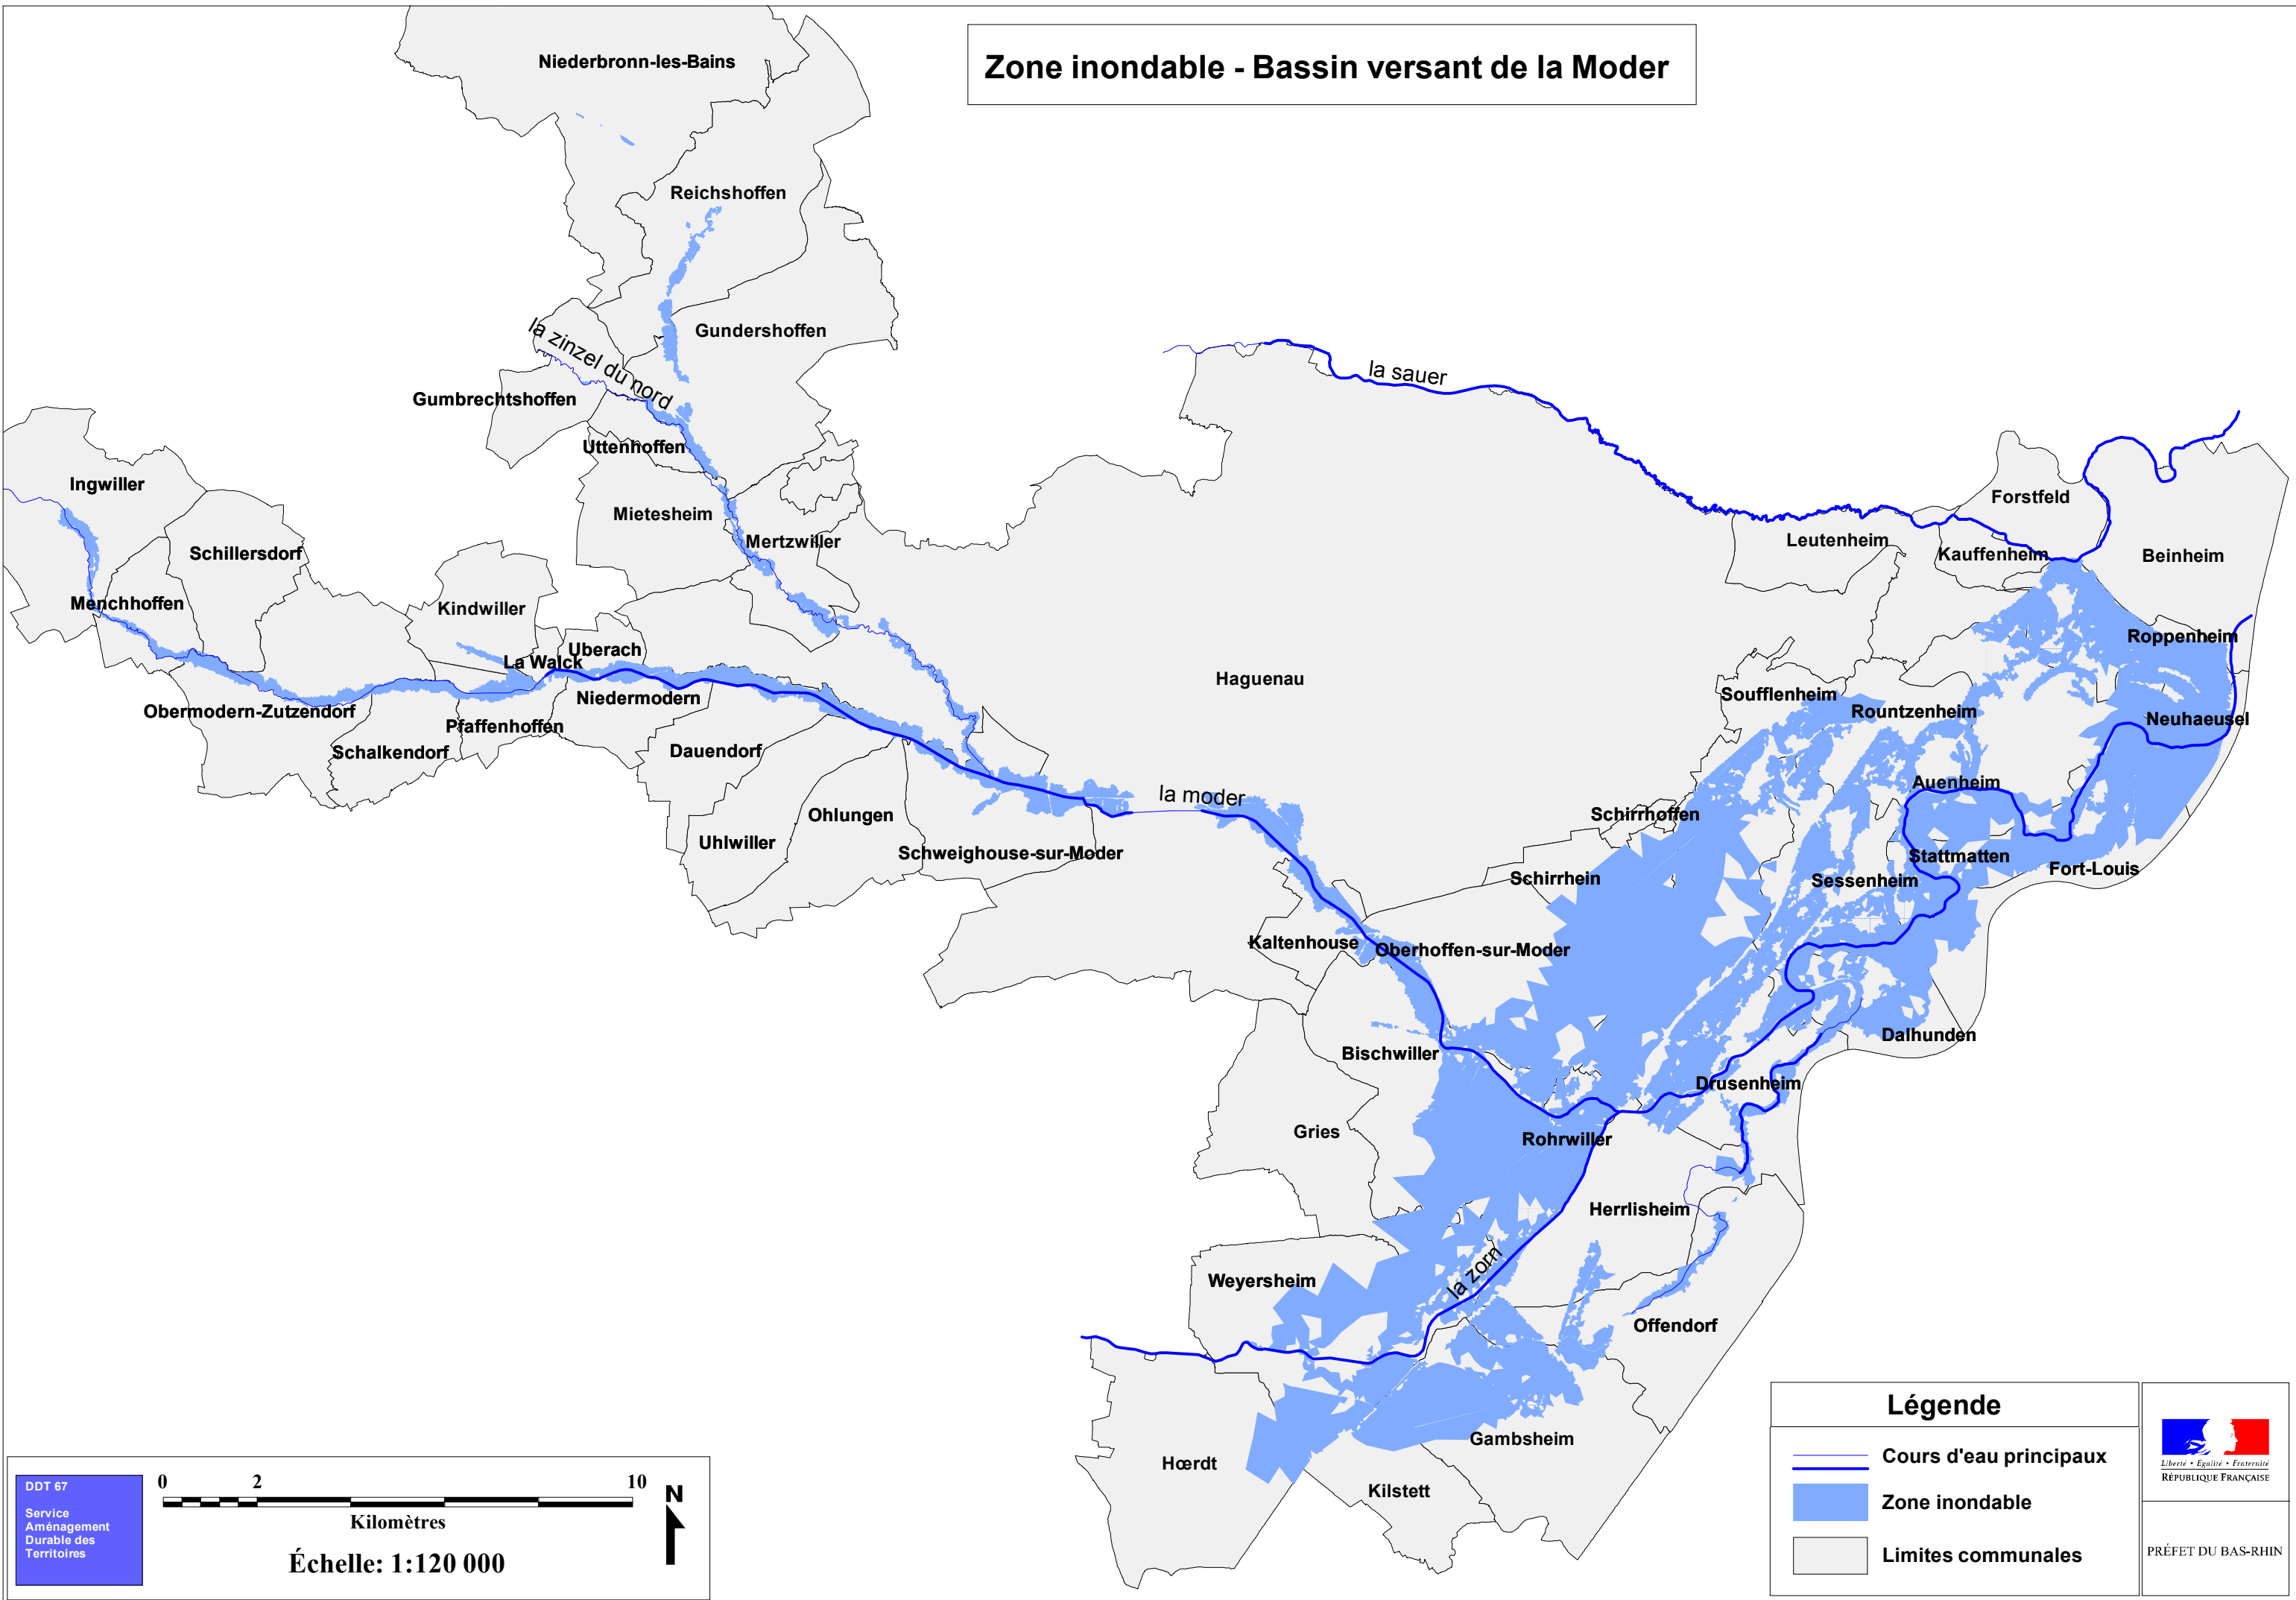 Zone inondable - Bassin versant de la Moder
Niederbronn-les-Bains
Reichshoffen
Gundershoffen
la zinzel du nord
Gumbrechtshoffen
Uttenhoffen
la sauer
Ingwiller
Mietesheim
Forstfeld
Schillersdorf
Mertzwiller
Leutenheim
Kauffenheim
Beinheim
Menchhoffen
Kindwiller
Uberach
La Walck
Roppenheim
Haguenau
Niedermodern
Soufflenheim
Obermodern-Zutzendorf
Rountzenheim
Neuhaeusel
Pfaffenhoffen
Schalkendorf
Dauendorf
Auenheim
la moder
Ohlungen
Schirrhoffen
Uhlwiller
Schweighouse-sur-Moder
Stattmatten
Fort-Louis
Schirrhein
Sessenheim
Kaltenhouse
Oberhoffen-sur-Moder
Dalhunden
Bischwiller
Drusenheim
Gries
Rohrwiller
Herrlisheim
la zorn
Weyersheim
Offendorf
Gambsheim
Hœrdt
Kilstett
DDT 67
Service
Aménagement
Durable des
Territoires
0 2 10
Kilomètres
Échelle: 1:120 000
N
Légende
Cours d'eau principaux
Zone inondable
Limites communales
Liberté • Égalité • Fraternité
RÉPUBLIQUE FRANÇAISE
PRÉFET DU BAS-RHIN